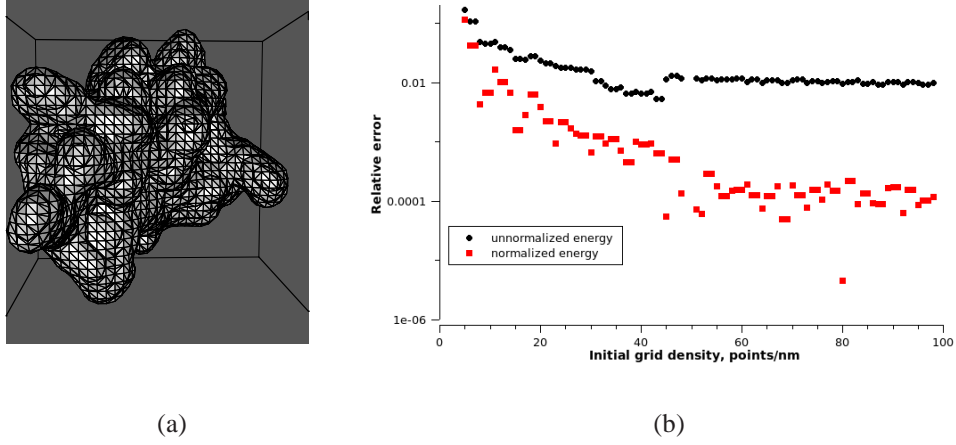 0.01
0.0001
1e-06
Relative error
unnormalized energy
normalized energy
0 20 40 60 80 100
Initial grid density, points/nm
(a) (b)